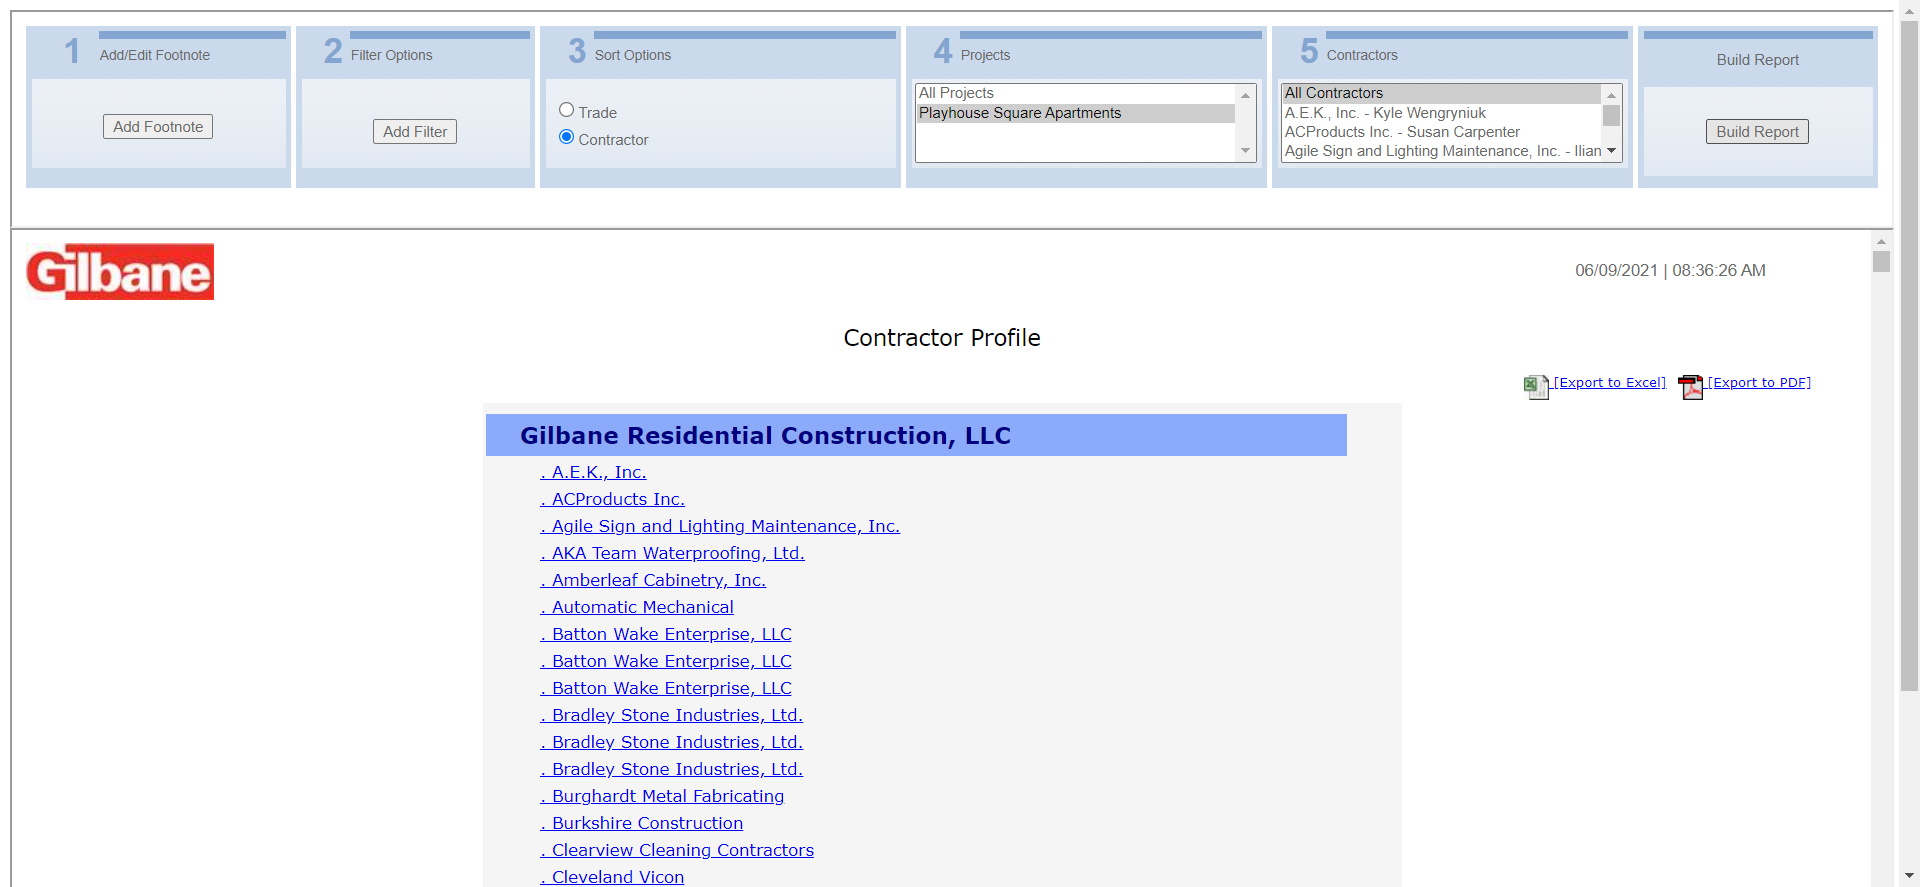 1 Add/Edit Footnote
Add Footnote
2 Filter Options
Add Filter
3 Sort Options
Trade
Contractor
4 Projects
All Projects
Playhouse Square Apartments
5 Contractors
All Contractors
A.E.K., Inc. - Kyle Wengryniuk
ACProducts Inc. - Susan Carpenter
Agile Sign and Lighting Maintenance, Inc. - Ilian
Build Report
Build Report
Gilbane
06/09/2021 | 08:36:26 AM
Contractor Profile
[Export to Excel] [Export to PDF]
Gilbane Residential Construction, LLC
. A.E.K., Inc.
. ACProducts Inc.
. Agile Sign and Lighting Maintenance, Inc.
. AKA Team Waterproofing, Ltd.
. Amberleaf Cabinetry, Inc.
. Automatic Mechanical
. Batton Wake Enterprise, LLC
. Batton Wake Enterprise, LLC
. Batton Wake Enterprise, LLC
. Bradley Stone Industries, Ltd.
. Bradley Stone Industries, Ltd.
. Bradley Stone Industries, Ltd.
. Burghardt Metal Fabricating
. Burkshire Construction
. Clearview Cleaning Contractors
. Cleveland Vicon